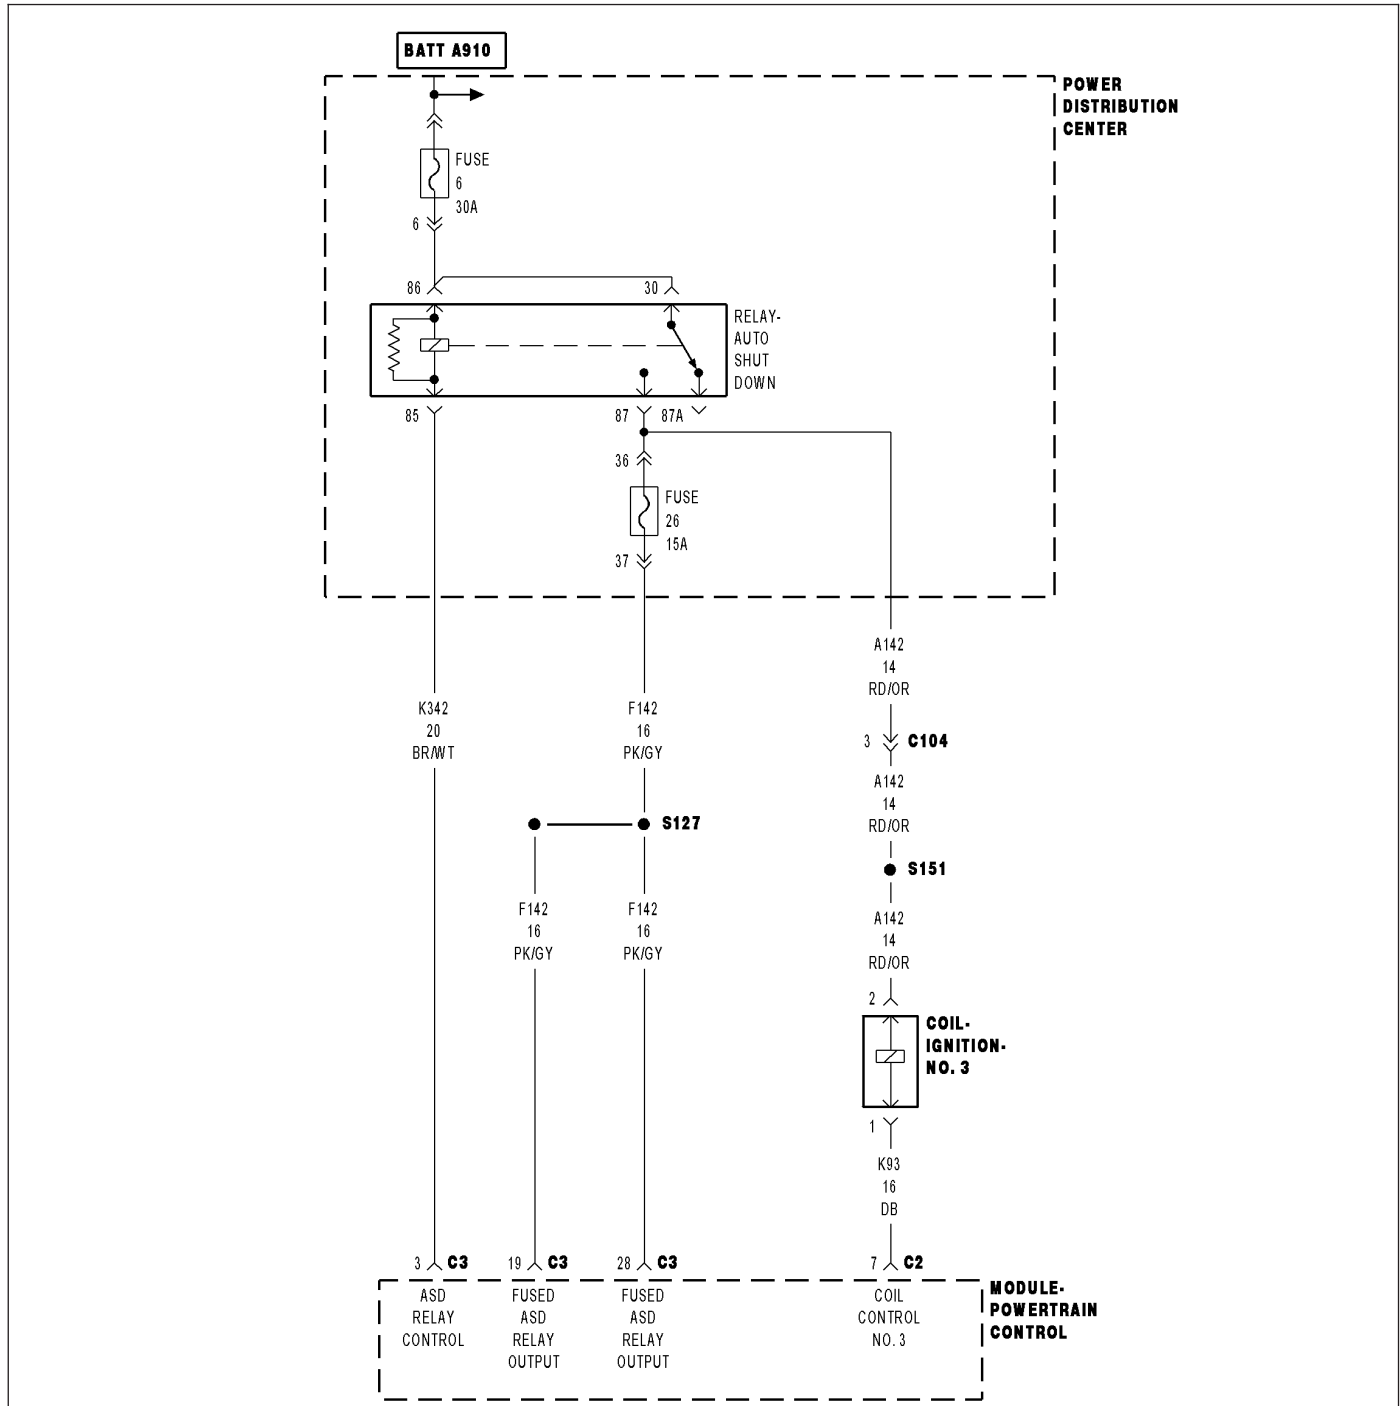 BATT A910
POWER
DISTRIBUTION
CENTER
FUSE
6
30A
6
86
30
RELAY-
AUTO
SHUT
DOWN
85
87
87A
36
FUSE
26
15A
37
A142
14
RD/OR
K342
20
BR/WT
F142
16
PK/GY
3
C104
A142
14
RD/OR
S127
S151
F142
16
PK/GY
F142
16
PK/GY
A142
14
RD/OR
2
COIL-
IGNITION-
NO. 3
1
K93
16
DB
3
C3
19
C3
28
C3
7
C2
ASD
RELAY
CONTROL
FUSED
ASD
RELAY
OUTPUT
FUSED
ASD
RELAY
OUTPUT
COIL
CONTROL
NO. 3
MODULE-
POWERTRAIN
CONTROL